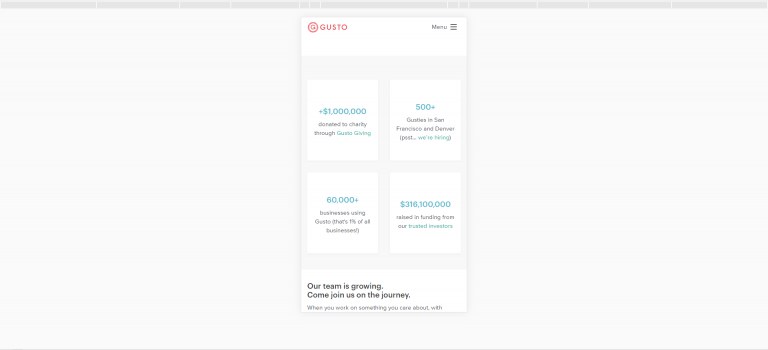 GUSTO
Menu
+$1,000,000
donated to charity
through Gusto Giving
500+
Gusties in San
Francisco and Denver
(psst... we're hiring)
60,000+
businesses using
Gusto (that's 1% of all
businesses!)
$316,100,000
raised in funding from
our trusted investors
Our team is growing.
Come join us on the journey.
When you work on something you care about, with